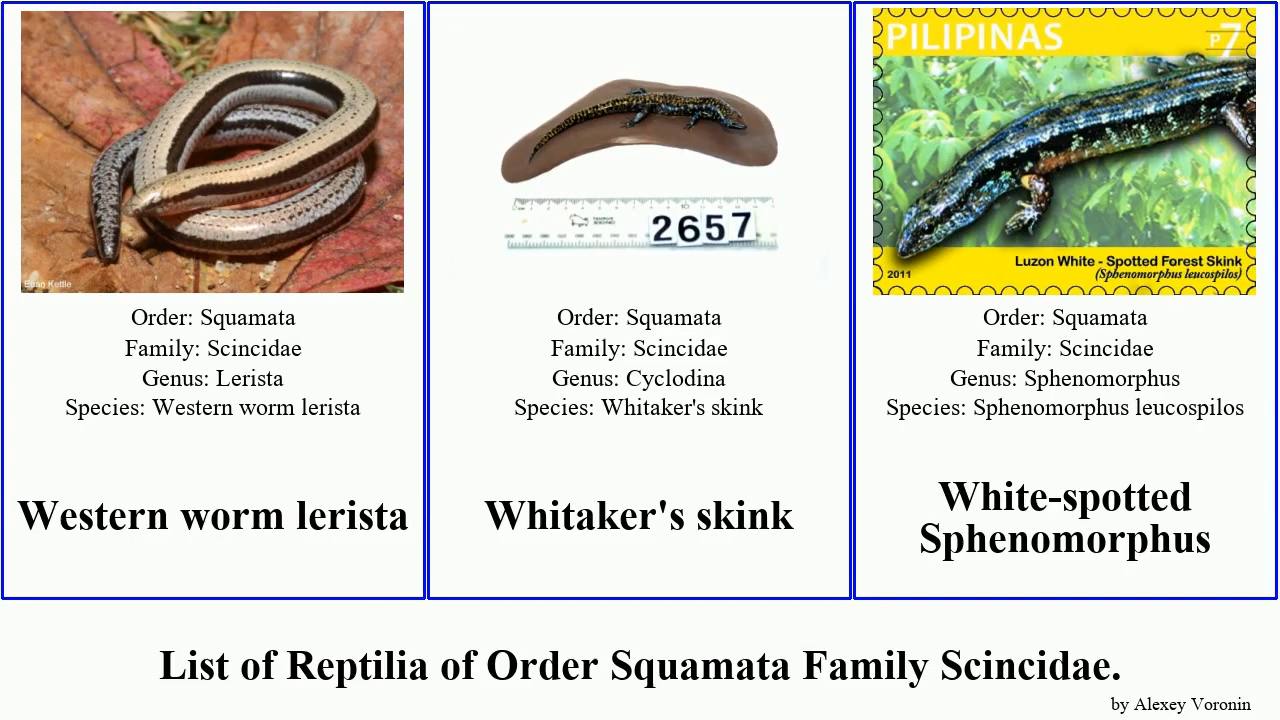 Euan Kettle
Order: Squamata
Family: Scincidae
Genus: Lerista
Species: Western worm lerista
Western worm lerista
10
2657
Order: Squamata
Family: Scincidae
Genus: Cyclodina
Species: Whitaker's skink
Whitaker's skink
PILIPINAS
P7
Luzon White - Spotted Forest Skink
(Sphenomorphus leucospilos)
2011
Order: Squamata
Family: Scincidae
Genus: Sphenomorphus
Species: Sphenomorphus leucospilos
White-spotted
Sphenomorphus
List of Reptilia of Order Squamata Family Scincidae.
by Alexey Voronin